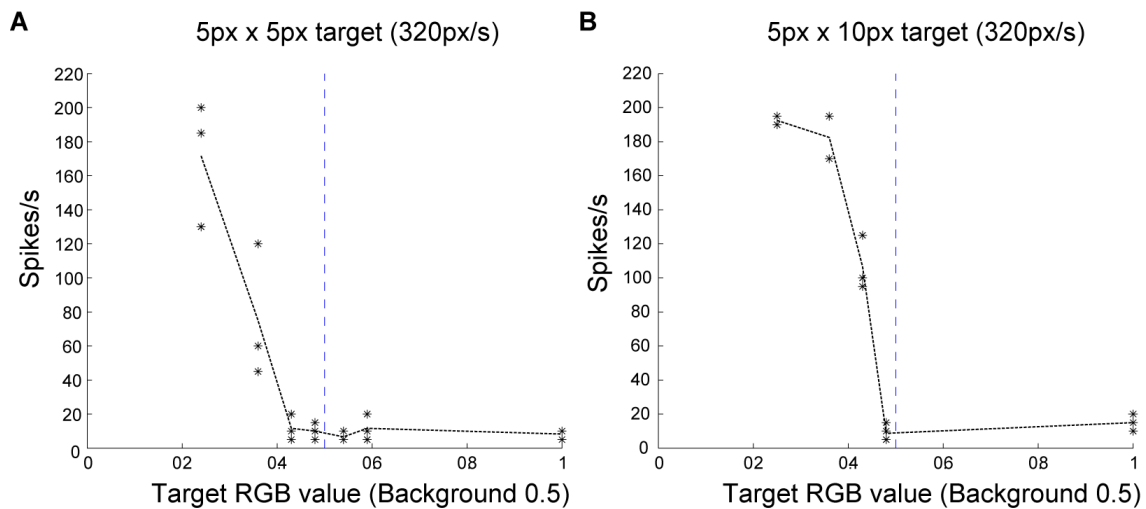 A
5px x 5px target (320px/s)
220
200
180
160
140
120
100
80
60
40
20
0
Spikes/s
0 02 04 06 08 1
Target RGB value (Background 0.5)
B
5px x 10px target (320px/s)
220
200
180
160
140
120
100
80
60
40
20
0
Spikes/s
0 02 04 06 08 1
Target RGB value (Background 0.5)